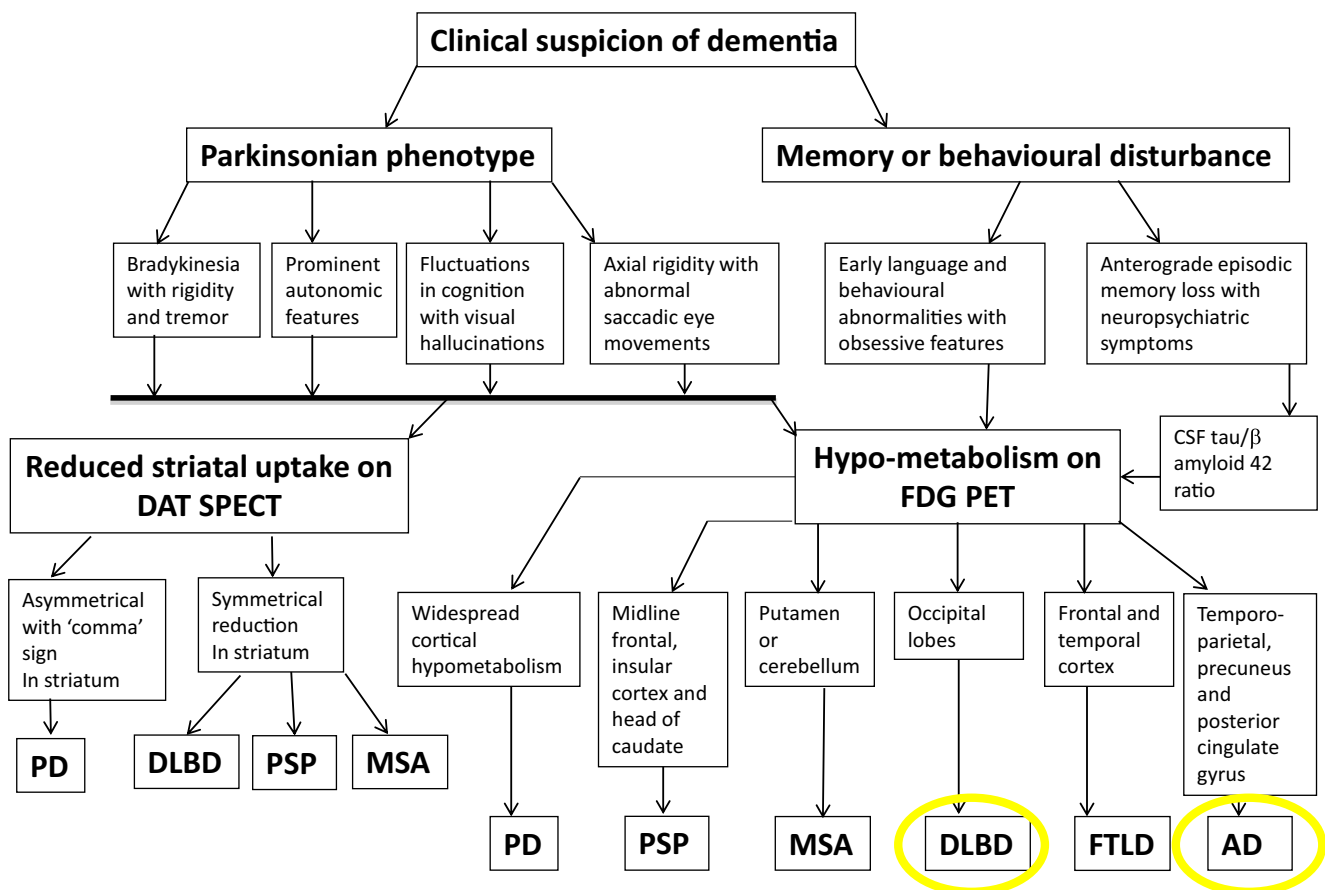 Clinical suspicion of dementia
Parkinsonian phenotype
Memory or behavioural disturbance
Bradykinesia
with rigidity
and tremor
Prominent
autonomic
features
Fluctuations
in cognition
with visual
hallucinations
Axial rigidity with
abnormal
saccadic eye
movements
Early language and
behavioural
abnormalities with
obsessive features
Anterograde episodic
memory loss with
neuropsychiatric
symptoms
CSF tau/β
amyloid 42
ratio
Reduced striatal uptake on
DAT SPECT
Hypo-metabolism on
FDG PET
Asymmetrical
with ‘comma’
sign
In striatum
Symmetrical
reduction
In striatum
Widespread
cortical
hypometabolism
Midline
frontal,
insular
cortex and
head of
caudate
Putamen
or
cerebellum
Occipital
lobes
Frontal and
temporal
cortex
Temporo-
parietal,
precuneus
and
posterior
cingulate
gyrus
PD
DLBD
PSP
MSA
PD
PSP
MSA
DLBD
FTLD
AD